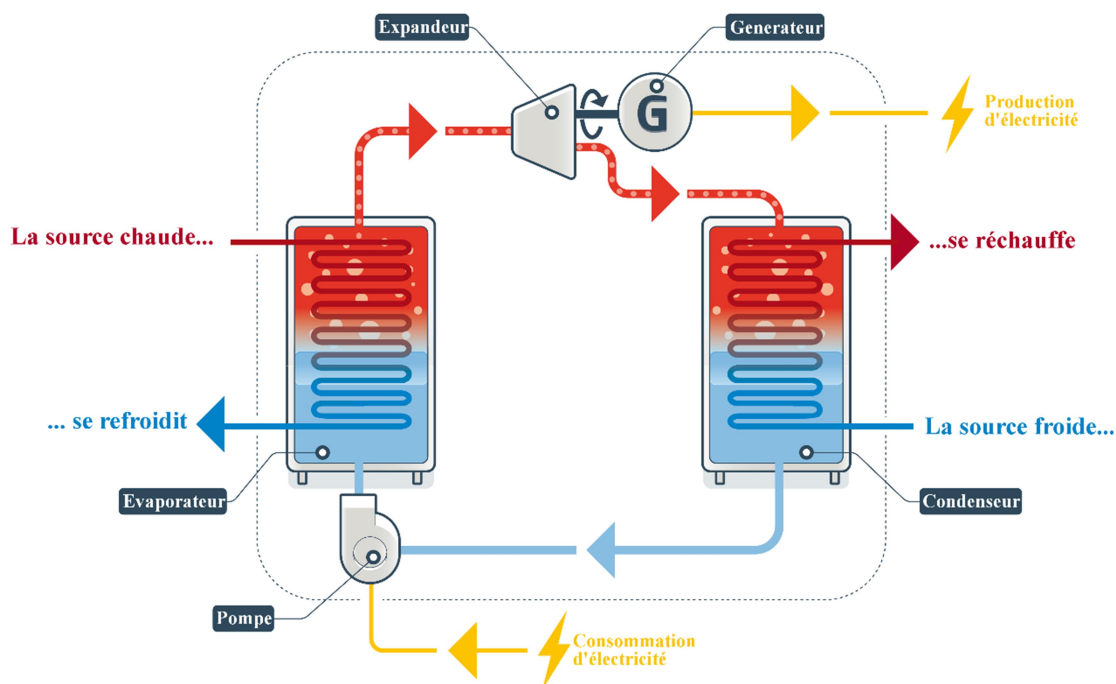 Expandeur
Generateur
G
Production
d'électricité
La source chaude...
...se réchauffe
... se refroidit
La source froide...
Evaporateur
Condenseur
Pompe
Consommation
d'électricité